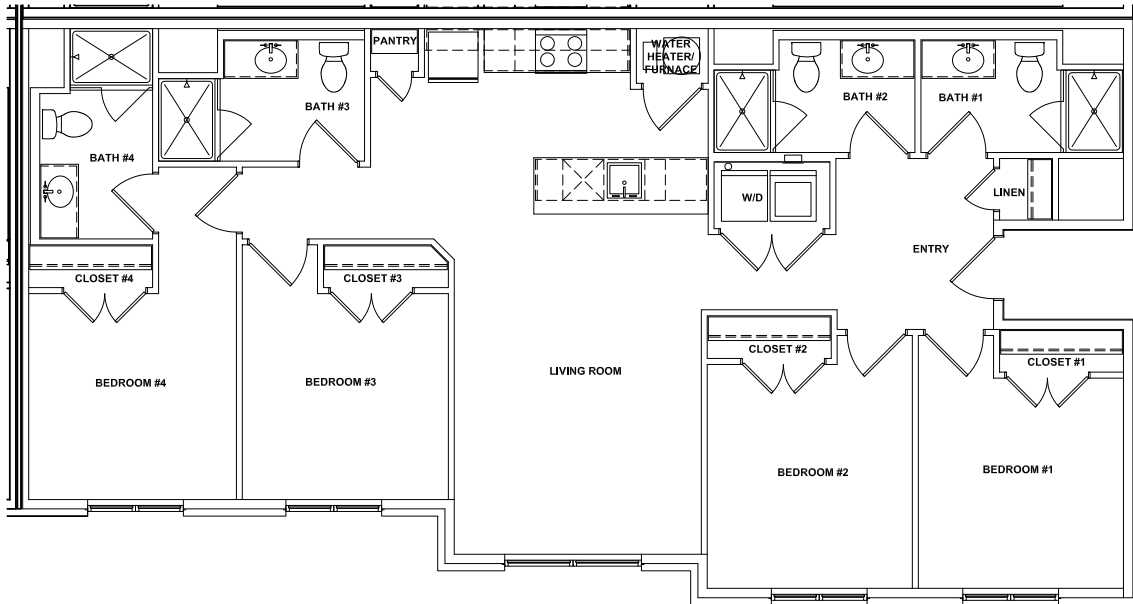 PANTRY
WATER
HEATER/
FURNACE
BATH #3
BATH #2
BATH #1
BATH #4
W/D
LINEN
ENTRY
CLOSET #4
CLOSET #3
CLOSET #2
CLOSET #1
LIVING ROOM
BEDROOM #4
BEDROOM #3
BEDROOM #2
BEDROOM #1